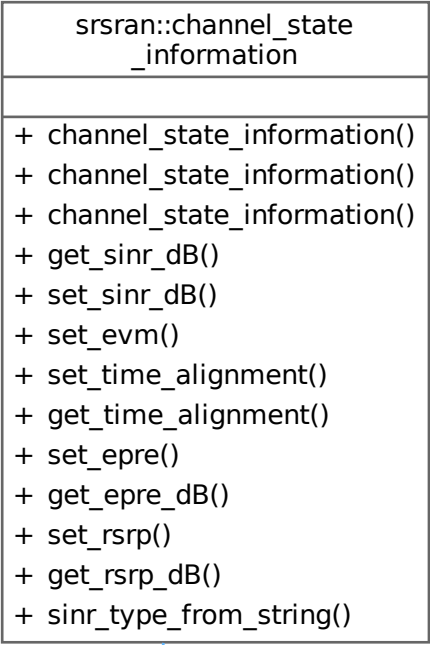 srsran::channel_state
_information
+ channel_state_information()
+ channel_state_information()
+ channel_state_information()
+ get_sinr_dB()
+ set_sinr_dB()
+ set_evm()
+ set_time_alignment()
+ get_time_alignment()
+ set_epre()
+ get_epre_dB()
+ set_rsrp()
+ get_rsrp_dB()
+ sinr_type_from_string()